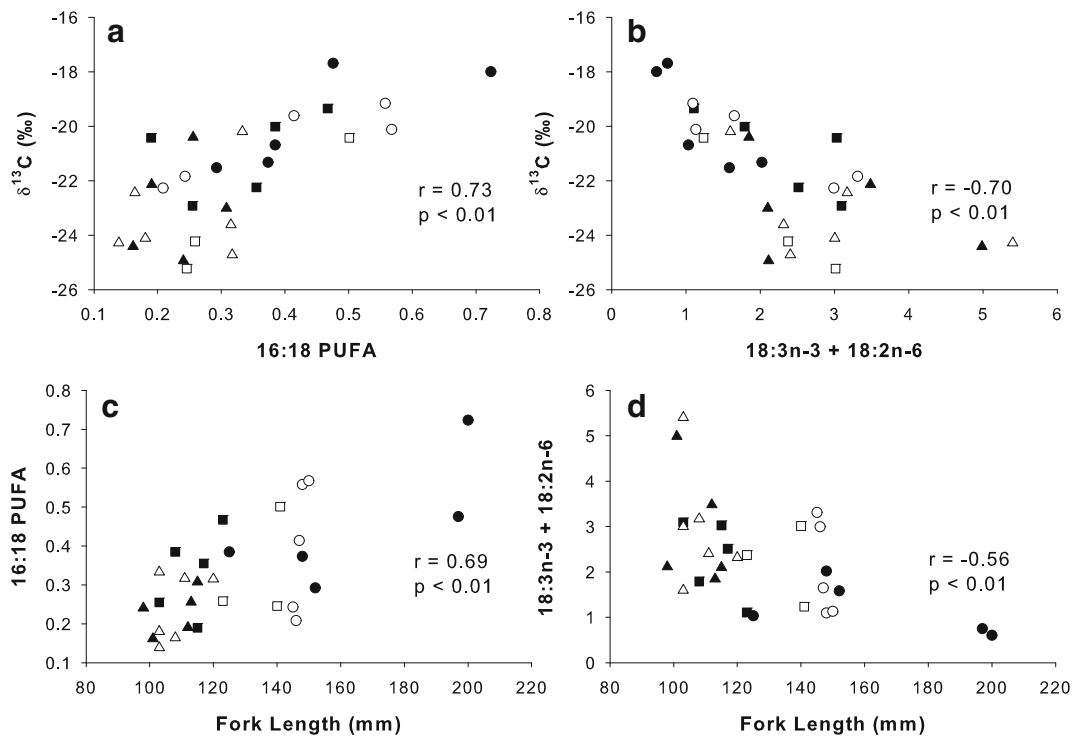 a
-16
-18
-20
-22
-24
-26
δ13C (‰)
r = 0.73
p < 0.01
0.1 0.2 0.3 0.4 0.5 0.6 0.7 0.8
16:18 PUFA
b
-16
-18
-20
-22
-24
-26
δ13C (‰)
r = -0.70
p < 0.01
0 1 2 3 4 5 6
18:3n-3 + 18:2n-6
c
0.8
0.7
0.6
0.5
0.4
0.3
0.2
0.1
16:18 PUFA
r = 0.69
p < 0.01
80 100 120 140 160 180 200 220
Fork Length (mm)
d
6
5
4
3
2
1
0
18:3n-3 + 18:2n-6
r = -0.56
p < 0.01
80 100 120 140 160 180 200 220
Fork Length (mm)